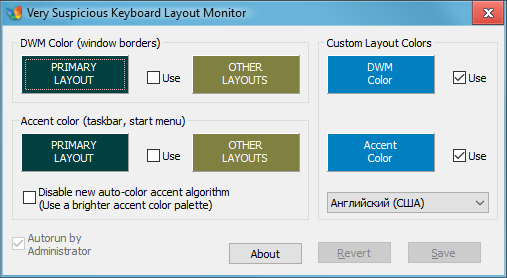 Very Suspicious Keyboard Layout Monitor
DWM Color (window borders)
PRIMARY
LAYOUT
Use
OTHER
LAYOUTS
Accent color (taskbar, start menu)
PRIMARY
LAYOUT
Use
OTHER
LAYOUTS
Disable new auto-color accent algorithm
(Use a brighter accent color palette)
Custom Layout Colors
DWM
Color
Use
Accent
Color
Use
Английский (США)
Autorun by
Administrator
About
Revert
Save